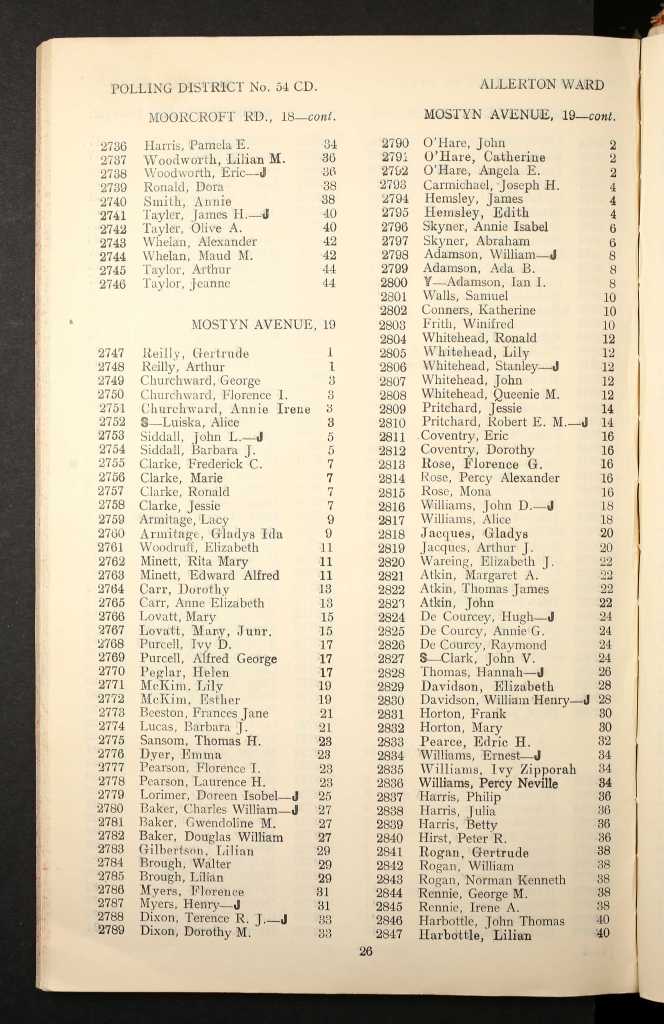 POLLING DISTRICT No. 54 CD.
ALLERTON WARD
MOORCROFT RD., 18—cont.
2736 Harris, Pamela E. 34
2737 Woodworth, Lilian M. 36
2738 Woodworth, Eric—J 36
2739 Ronald, Dora 38
2740 Smith, Annie 38
2741 Tayler, James H.—J 40
2742 Tayler, Olive A. 40
2743 Whelan, Alexander 42
2744 Whelan, Maud M. 42
2745 Taylor, Arthur 44
2746 Taylor, Jeanne 44
MOSTYN AVENUE, 19
2747 Reilly, Gertrude 1
2748 Reilly, Arthur 1
2749 Churchward, George 3
2750 Churchward, Florence I. 3
2751 Churchward, Annie Irene 3
2752 S—Luiska, Alice 3
2753 Siddall, John L.—J 5
2754 Siddall, Barbara J. 5
2755 Clarke, Frederick C. 7
2756 Clarke, Marie 7
2757 Clarke, Ronald 7
2758 Clarke, Jessie 7
2759 Armitage, Lacy 9
2760 Armitage, Gladys Ida 9
2761 Woodruff, Elizabeth 11
2762 Minett, Rita Mary 11
2763 Minett, Edward Alfred 11
2764 Carr, Dorothy 13
2765 Carr, Anne Elizabeth 13
2766 Lovatt, Mary 15
2767 Lovatt, Mary, Junr. 15
2768 Purcell, Ivy D. 17
2769 Purcell, Alfred George 17
2770 Peglar, Helen 17
2771 McKim. Lily 19
2772 McKim, Esther 19
2773 Beeston, Frances Jane 21
2774 Lucas, Barbara J. 21
2775 Sansom, Thomas H. 23
2776 Dyer, Emma 23
2777 Pearson, Florence I. 23
2778 Pearson, Laurence H. 23
2779 Lorimer, Doreen Isobel—J 25
2780 Baker, Charles William—J 27
2781 Baker, Gwendoline M. 27
2782 Baker, Douglas William 27
2783 Gilbertson, Lilian 29
2784 Brough, Walter 29
2785 Brough, Lilian 29
2786 Myers, Florence 31
2787 Myers, Henry—J 31
2788 Dixon, Terence R. J.—J 33
2789 Dixon, Dorothy M. 33
MOSTYN AVENUE, 19—cont.
2790 O'Hare, John 2
2791 O'Hare, Catherine 2
2792 O'Hare, Angela E. 2
2793 Carmichael, Joseph H. 4
2794 Hemsley, James 4
2795 Hemsley, Edith 4
2796 Skyner, Annie Isabel 6
2797 Skyner, Abraham 6
2798 Adamson, William—J 8
2799 Adamson, Ada B. 8
2800 Y—Adamson, Ian I. 8
2801 Walls, Samuel 10
2802 Conners, Katherine 10
2803 Frith, Winifred 10
2804 Whitehead, Ronald 12
2805 Whitehead, Lily 12
2806 Whitehead, Stanley—J 12
2807 Whitehead, John 12
2808 Whitehead, Queenie M. 12
2809 Pritchard, Jessie 14
2810 Pritchard, Robert E. M.—J 14
2811 Coventry, Eric 16
2812 Coventry, Dorothy 16
2813 Rose, Florence G. 16
2814 Rose, Percy Alexander 16
2815 Rose, Mona 16
2816 Williams, John D.—J 18
2817 Williams, Alice 18
2818 Jacques, Gladys 20
2819 Jacques, Arthur J. 20
2820 Wareing, Elizabeth J. 22
2821 Atkin, Margaret A. 22
2822 Atkin, Thomas James 22
2823 Atkin, John 22
2824 De Courcey, Hugh—J 24
2825 De Courcy, Annie G. 24
2826 De Courcy, Raymond 24
2827 S—Clark, John V. 24
2828 Thomas, Hannah—J 26
2829 Davidson, Elizabeth 28
2830 Davidson, William Henry—J 28
2831 Horton, Frank 30
2832 Horton, Mary 30
2833 Pearce, Edric H. 32
2834 Williams, Ernest—J 34
2835 Williams, Ivy Zipporah 34
2836 Williams, Percy Neville 34
2837 Harris, Philip 36
2838 Harris, Julia 36
2839 Harris, Betty 36
2840 Hirst, Peter R. 36
2841 Rogan, Gertrude 38
2842 Rogan, William 38
2843 Rogan, Norman Kenneth 38
2844 Rennie, George M. 38
2845 Rennie, Irene A. 38
2846 Harbottle, John Thomas 40
2847 Harbottle, Lilian 40
26